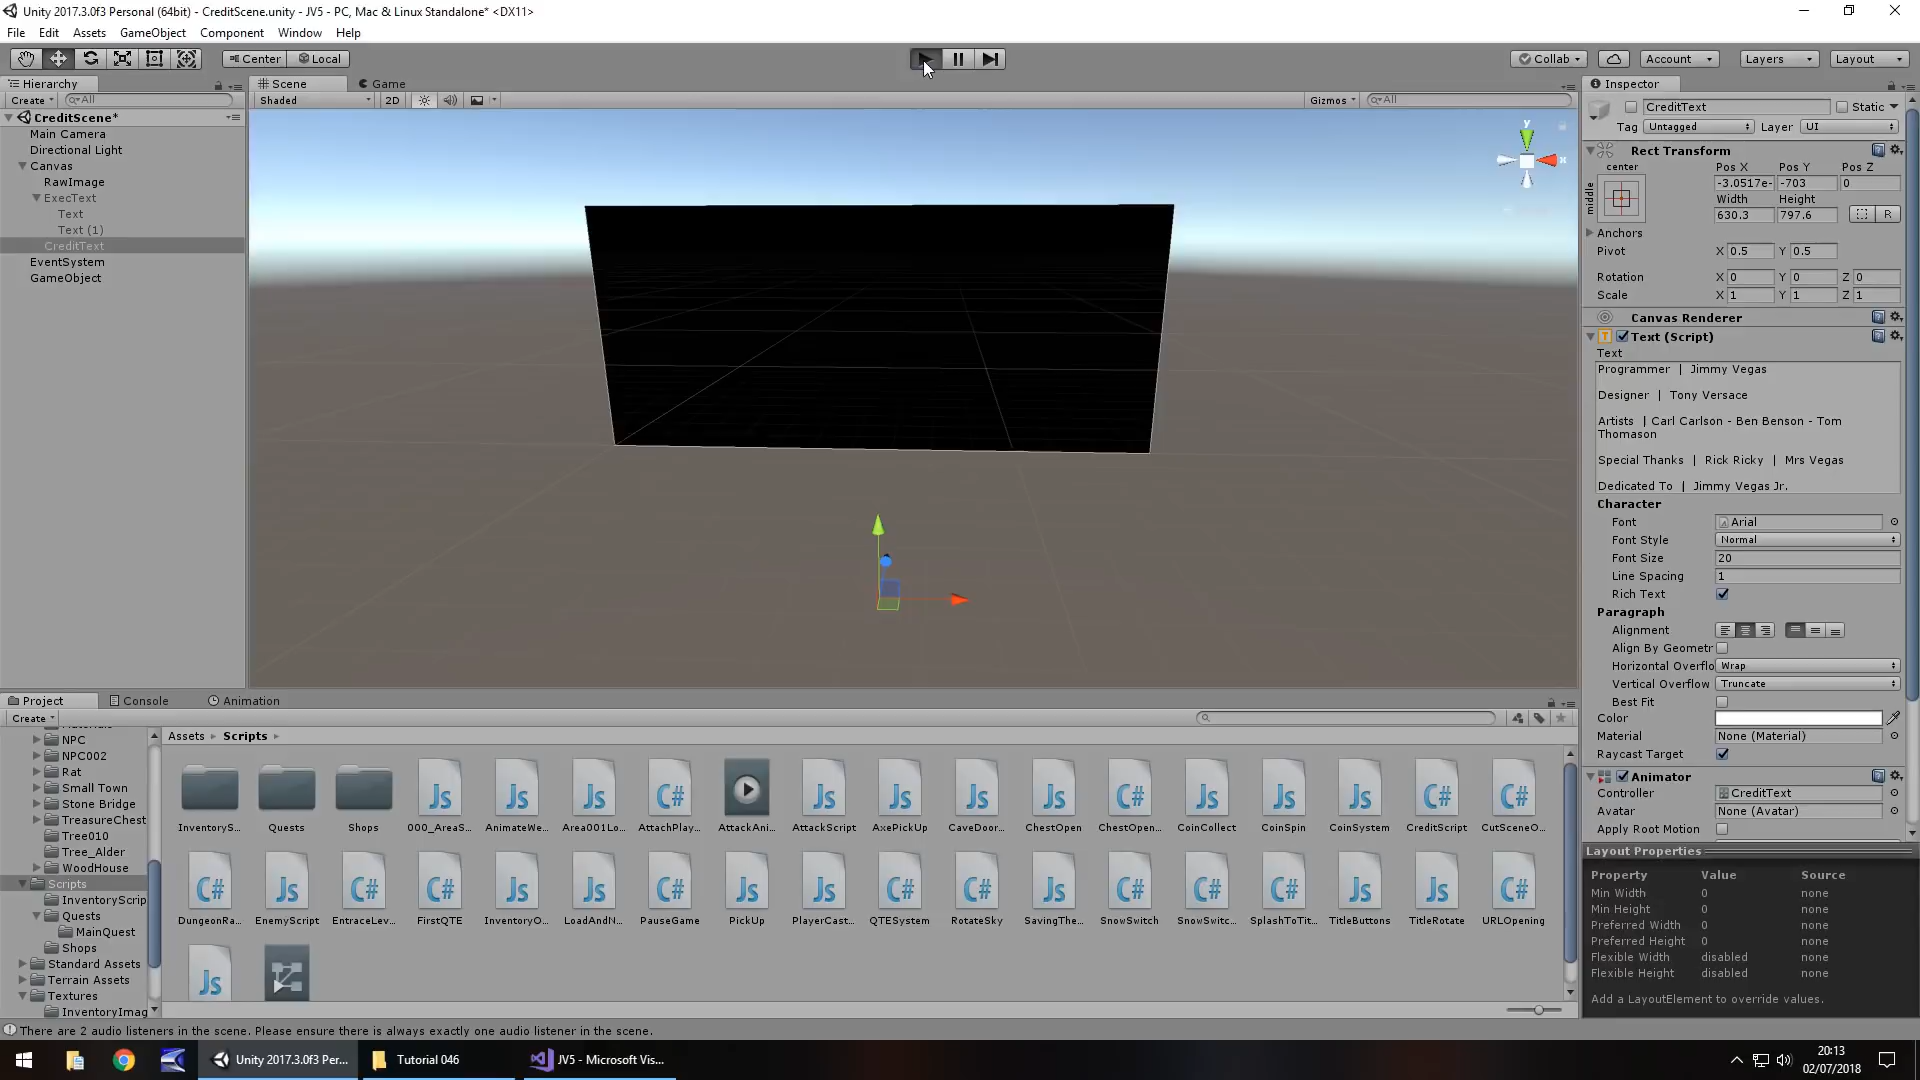 Unity 2017.3.0f3 Personal (64bit) - CreditScene.unity - JV5 - PC, Mac & Linux Standalone* <DX11>
File Edit Assets GameObject Component Window Help
Center Local Collab Account Layers Layout
Hierarchy Scene Game Inspector
Create All Shaded 2D Gizmos All
CreditScene*
Main Camera
Directional Light
Canvas
RawImage
ExecText
Text
Text (1)
CreditText
EventSystem
GameObject
y
x
CreditText Static
Tag Untagged Layer UI
Rect Transform
center Pos X Pos Y Pos Z
middle -3.0517e- -703 0
Width Height
630.3 797.6 R
Anchors
Pivot X 0.5 Y 0.5
Rotation X 0 Y 0 Z 0
Scale X 1 Y 1 Z 1
Canvas Renderer
Text (Script)
Text
Programmer | Jimmy Vegas
Designer | Tony Versace
Artists | Carl Carlson - Ben Benson - Tom
Thomason
Special Thanks | Rick Ricky | Mrs Vegas
Dedicated To | Jimmy Vegas Jr.
Character
Font Arial
Font Style Normal
Font Size 20
Line Spacing 1
Rich Text
Paragraph
Alignment
Align By Geometr
Horizontal Overflo Wrap
Vertical Overflow Truncate
Best Fit
Color
Material None (Material)
Raycast Target
Animator
Controller CreditText
Avatar None (Avatar)
Apply Root Motion
Layout Properties
Property Value Source
Min Width 0 none
Min Height 0 none
Preferred Width 0 none
Preferred Height 0 none
Flexible Width disabled none
Flexible Height disabled none
Add a LayoutElement to override values.
Project Console Animation
Create
NPC
NPC002
Rat
Small Town
Stone Bridge
TreasureChest
Tree010
Tree_Alder
WoodHouse
Scripts
InventoryScrip
Quests
MainQuest
Shops
Standard Assets
Terrain Assets
Textures
InventoryImag
Assets Scripts
InventoryS... Quests Shops 000_AreaS... AnimateWe... Area001Lo... AttachPlay... AttackAni... AttackScript AxePickUp CaveDoor... ChestOpen ChestOpen... CoinCollect CoinSpin CoinSystem CreditScript CutSceneO...
DungeonRa... EnemyScript EntraceLev... FirstQTE InventoryO... LoadAndN... PauseGame PickUp PlayerCast... QTESystem RotateSky SavingThe... SnowSwitch SnowSwitc... SplashToTit... TitleButtons TitleRotate URLOpening
There are 2 audio listeners in the scene. Please ensure there is always exactly one audio listener in the scene.
Unity 2017.3.0f3 Per... Tutorial 046 JV5 - Microsoft Vis...
20:13
02/07/2018